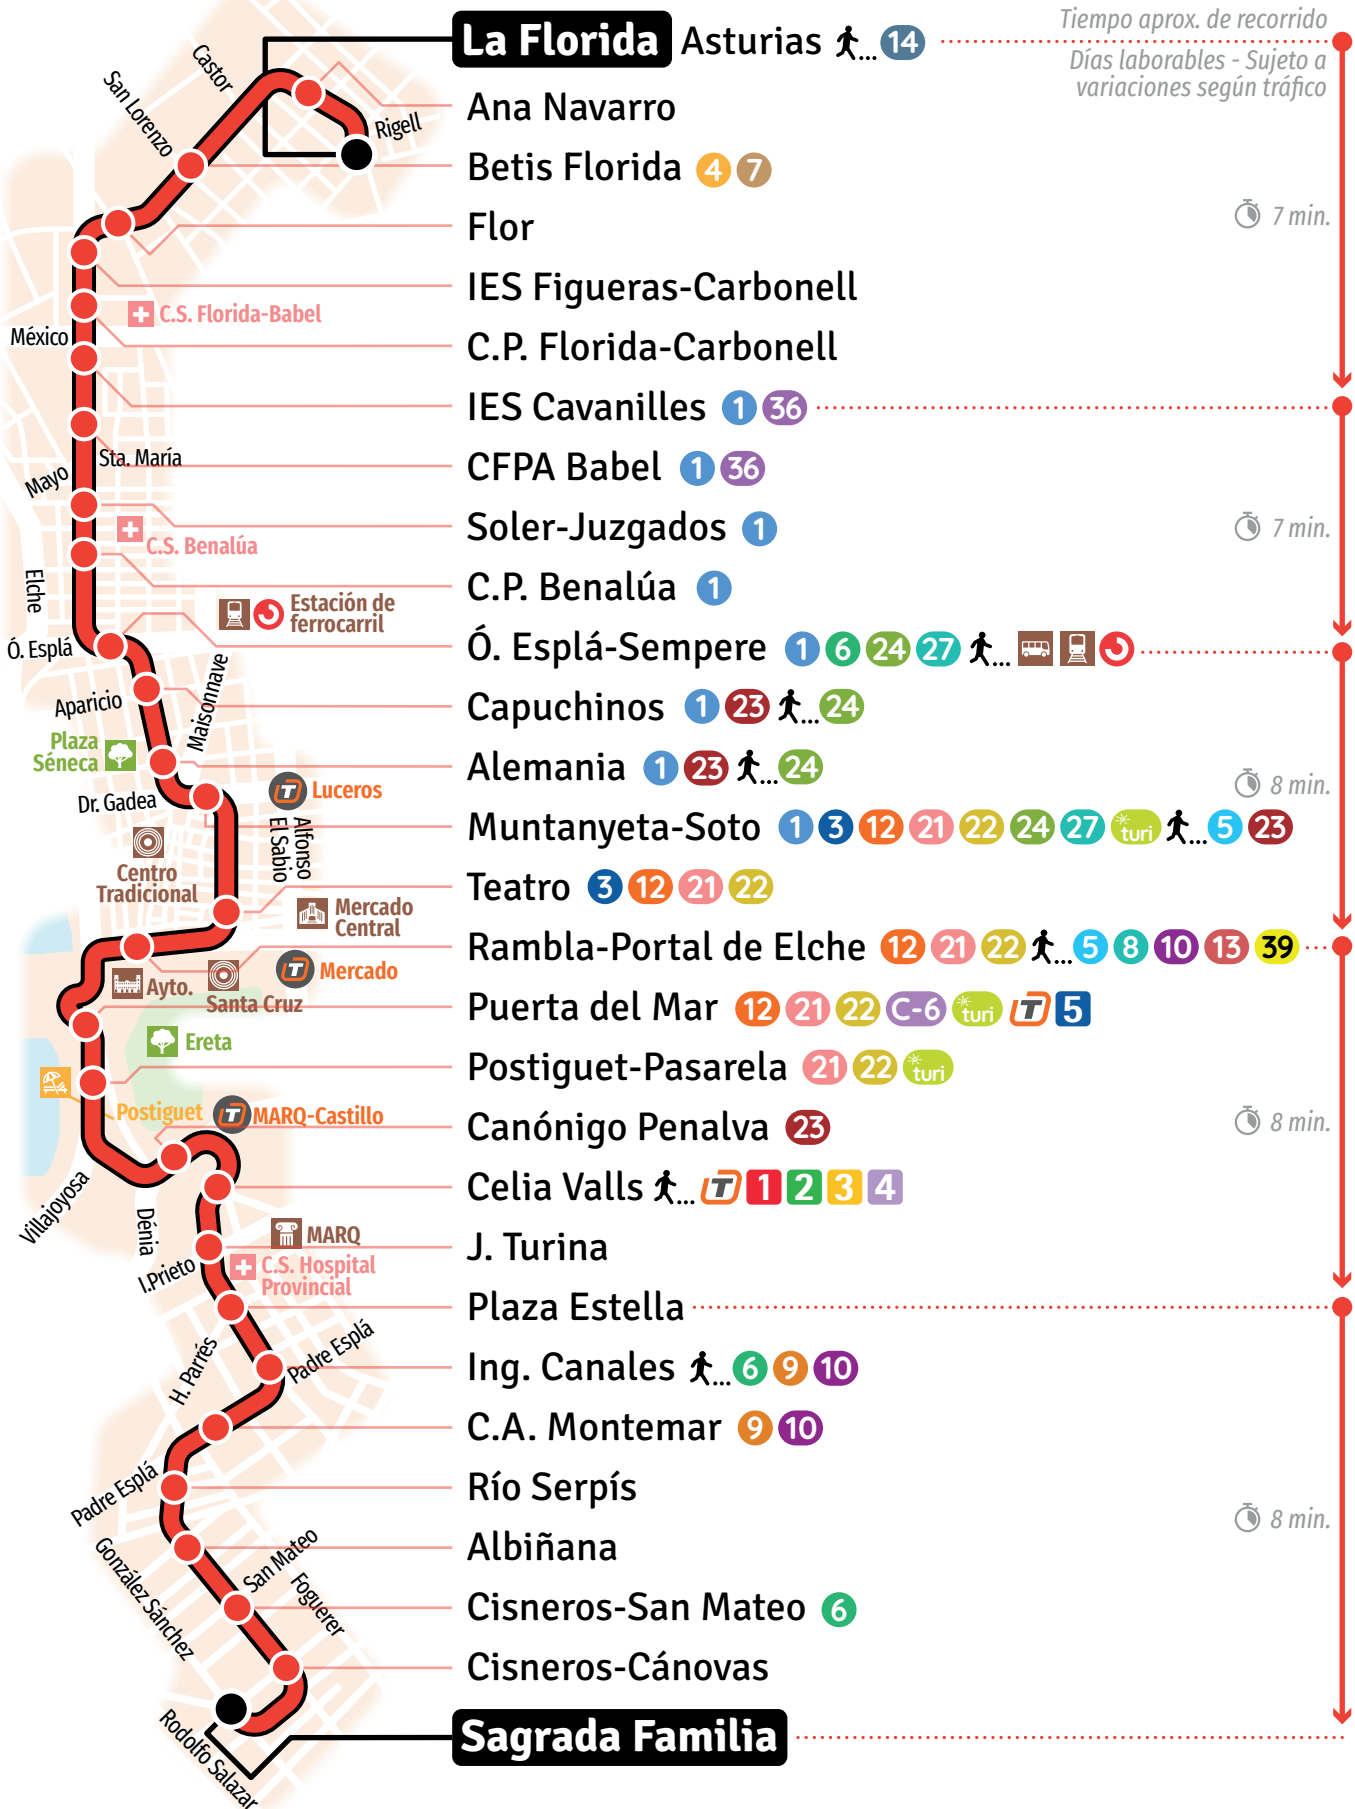 La Florida Asturias 14
Tiempo aprox. de recorrido
Días laborables - Sujeto a
variaciones según tráfico
Ana Navarro
Betis Florida 4 7
Flor
7 min.
IES Figueras-Carbonell
C.P. Florida-Carbonell
IES Cavanilles 1 36
CFPA Babel 1 36
Soler-Juzgados 1
7 min.
C.P. Benalúa 1
Ó. Esplá-Sempere 1 6 24 27
Capuchinos 1 23 24
Alemania 1 23 24
8 min.
Muntanyeta-Soto 1 3 12 21 22 24 27 turi 5 23
Teatro 3 12 21 22
Rambla-Portal de Elche 12 21 22 5 8 10 13 39
Puerta del Mar 12 21 22 C-6 turi T 5
Postiguet-Pasarela 21 22 turi
Canónigo Penalva 23
8 min.
Celia Valls T 1 2 3 4
J. Turina
Plaza Estella
Ing. Canales 6 9 10
C.A. Montemar 9 10
Río Serpís
8 min.
Albiñana
Cisneros-San Mateo 6
Cisneros-Cánovas
Sagrada Familia
Castor
San Lorenzo
Rigell
C.S. Florida-Babel
México
Sta. María
Mayo
C.S. Benalúa
Elche
Estación de
ferrocarril
Ó. Esplá
Maisonnave
Aparicio
Plaza
Séneca
T Luceros
Dr. Gadea
Alfonso
El Sabio
Centro
Tradicional
Mercado
Central
T Mercado
Ayto.
Santa Cruz
Ereta
Postiguet
T MARQ-Castillo
Villajoyosa
Dénia
MARQ
I.Prieto
C.S. Hospital
Provincial
H. Parrés
Padre Esplá
Padre Esplá
González Sánchez
San Mateo
Foguerer
Rodolfo Salazar